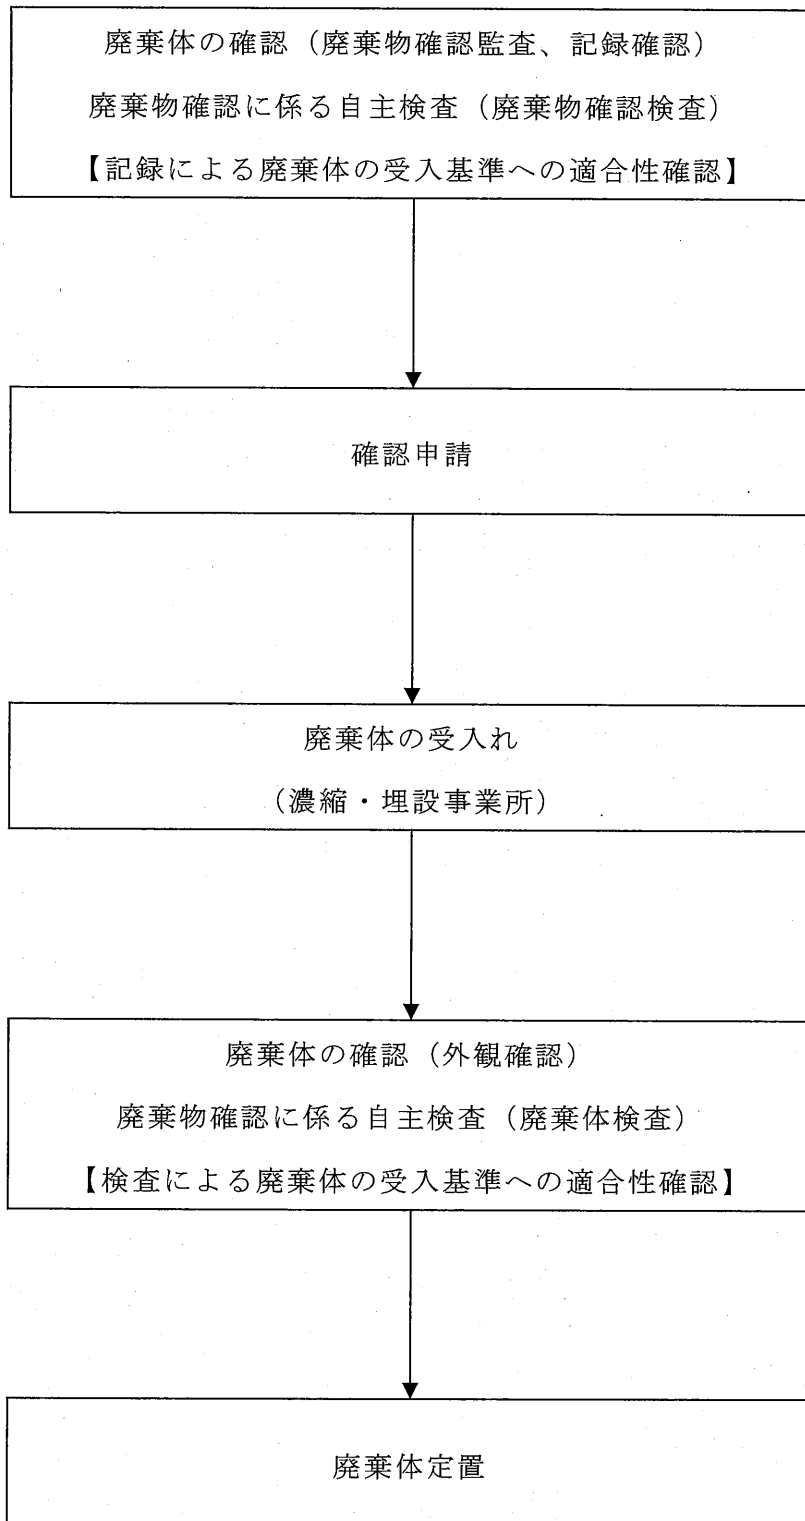 廃棄体の確認（廃棄物確認監査、記録確認）
廃棄物確認に係る自主検査（廃棄物確認検査）
【記録による廃棄体の受入基準への適合性確認】
確認申請
廃棄体の受入れ
（濃縮・埋設事業所）
廃棄体の確認（外観確認）
廃棄物確認に係る自主検査（廃棄体検査）
【検査による廃棄体の受入基準への適合性確認】
廃棄体定置